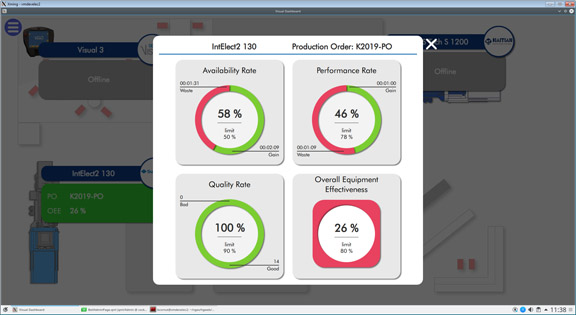 Visual Dashboard
Visual 3
Offline
S 1200
Offline
IntElect2 130
PO K2019-PO
OEE 26 %
IntElect2 130
Production Order: K2019-PO
Availability Rate
00:01:31
Waste
58 %
limit
50 %
00:02:09
Gain
Performance Rate
00:01:00
Gain
46 %
limit
78 %
00:01:09
Waste
Quality Rate
0
Bad
100 %
limit
90 %
14
Good
Overall Equipment
Effectiveness
26 %
limit
80 %
Visual Dashboard
11:38